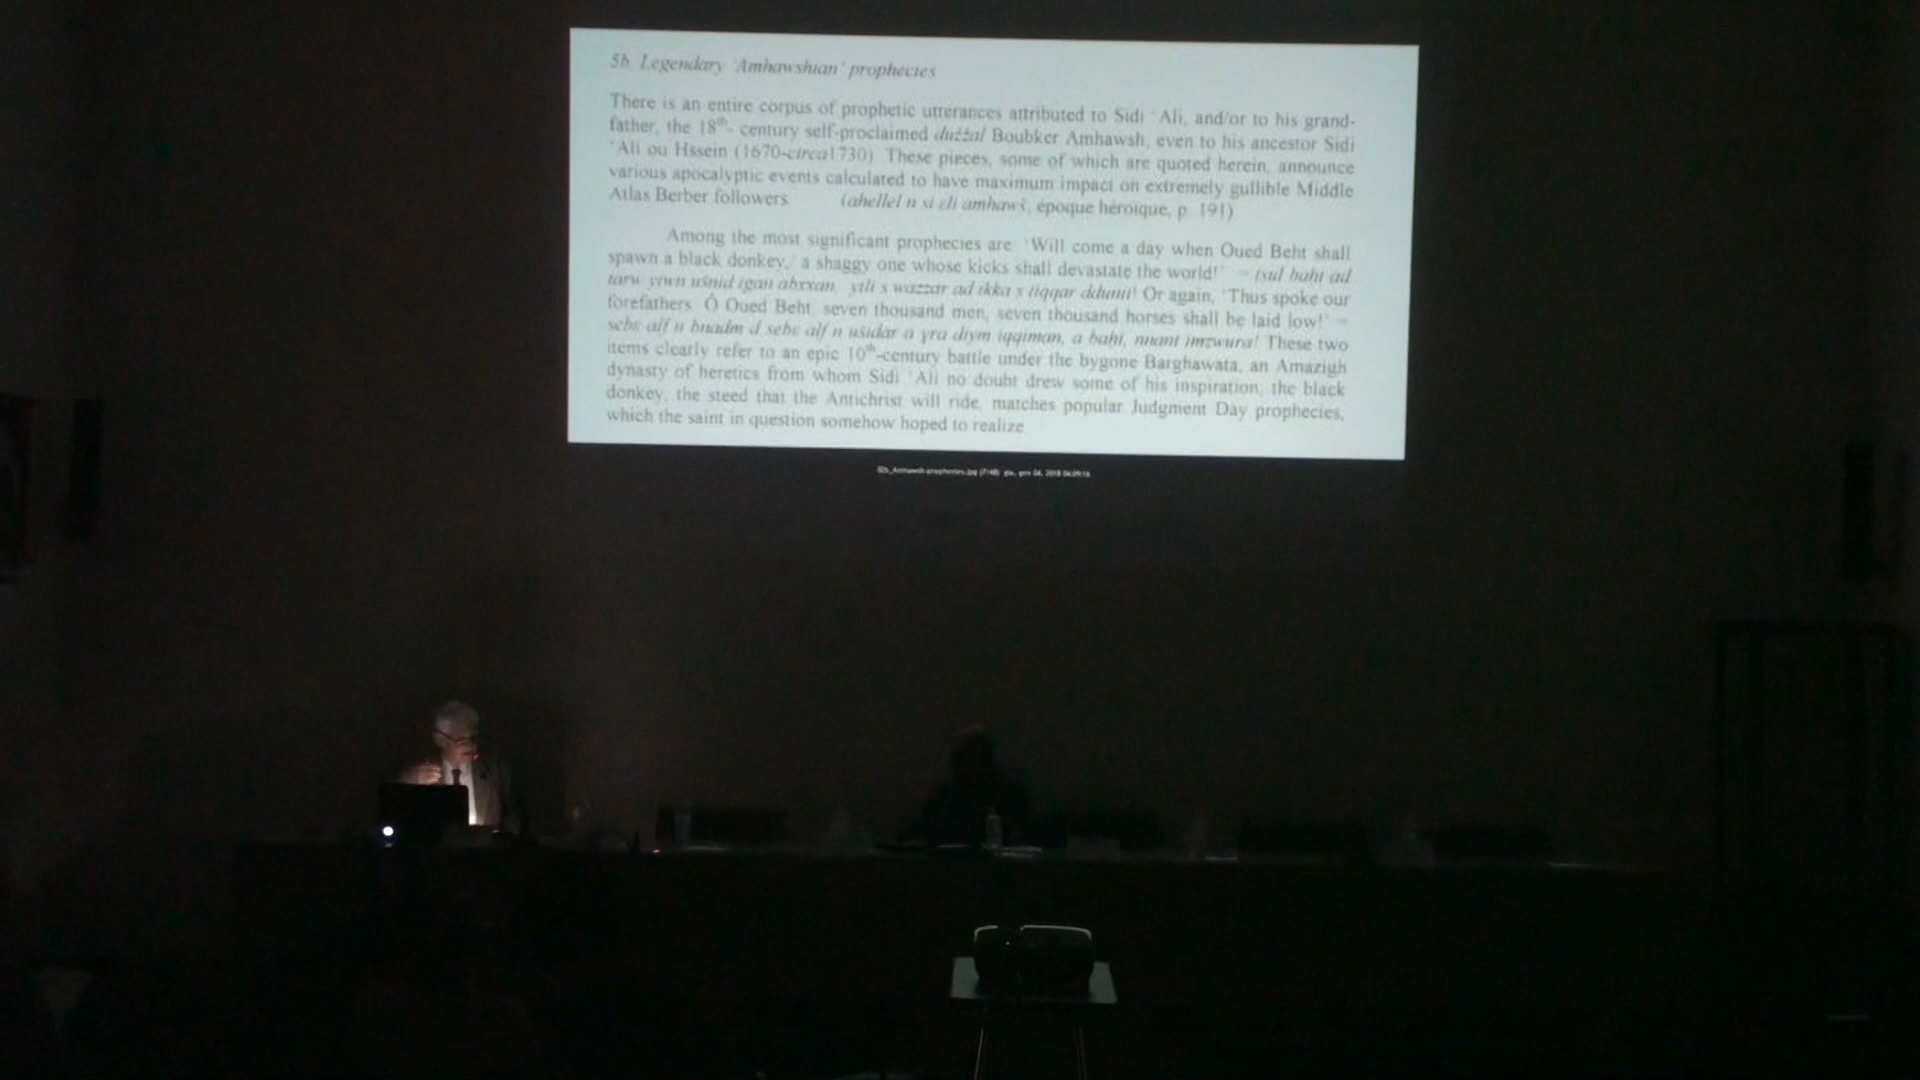 5b. Legendary 'Amhawshian' prophecies
There is an entire corpus of prophetic utterances attributed to Sidi ʿAli, and/or to his grand-
father, the 18th- century self-proclaimed dužžal Boubker Amhawsh, even to his ancestor Sidi
ʿAli ou Hssein (1670-circa1730). These pieces, some of which are quoted herein, announce
various apocalyptic events calculated to have maximum impact on extremely gullible Middle
Atlas Berber followers (ahellel n si ɛli amhawš, époque héroique, p. 191)
Among the most significant prophecies are 'Will come a day when Oued Beht shall
spawn a black donkey, a shaggy one whose kicks shall devastate the world!' = baht ad
taru yiwn ušnid igan abxxan, yili s wazzar ad ikka s tiqqar ddunit! Or again, 'Thus spoke our
forefathers Ô Oued Beht, seven thousand men, seven thousand horses shall be laid low!' =
sebɛ alf n bnadm d sebɛ alf n usidar a yra diym iqqiman, a baht, nnant imzwura! These two
items clearly refer to an epic 10th-century battle under the bygone Barghawata, an Amazigh
dynasty of heretics from whom Sidi ʿAli no doubt drew some of his inspiration, the black
donkey, the steed that the Antichrist will ride, matches popular Judgment Day prophecies,
which the saint in question somehow hoped to realize
2018